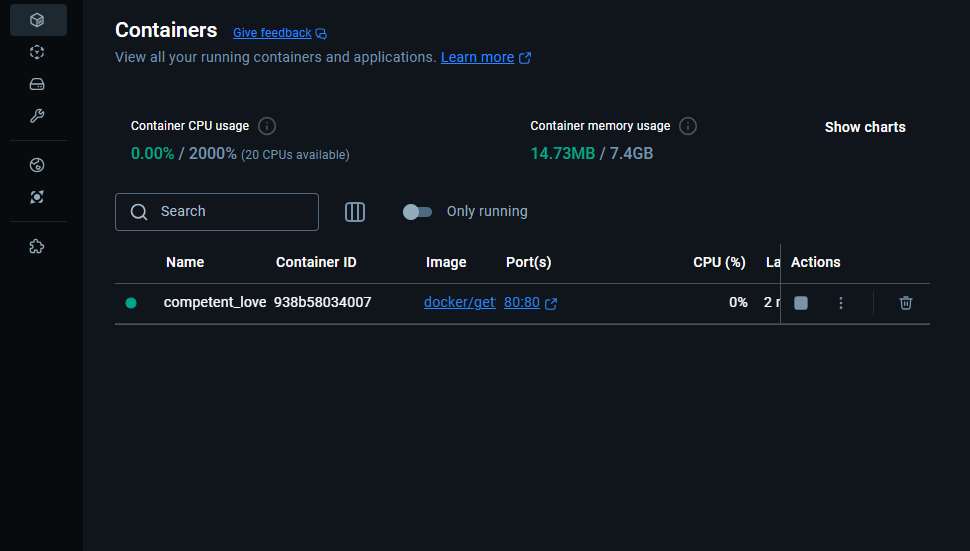 Containers Give feedback
View all your running containers and applications. Learn more
Container CPU usage
0.00% / 2000% (20 CPUs available)
Container memory usage
14.73MB / 7.4GB
Show charts
Search
Only running
Name Container ID Image Port(s) CPU (%) La Actions
competent_love 938b58034007 docker/get 80:80 0% 2